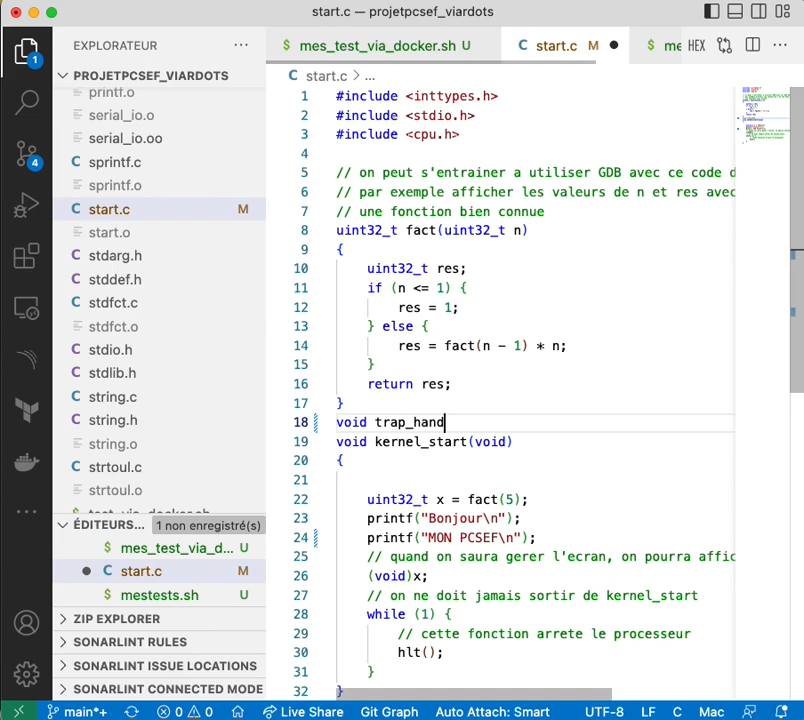 start.c — projetpcsef_viardots
EXPLORATEUR
PROJETPCSEF_VIARDOTS
printf.o
serial_io.o
serial_io.oo
sprintf.c
sprintf.o
start.c M
start.o
stdarg.h
stddef.h
stdfct.c
stdfct.o
stdio.h
stdlib.h
string.c
string.h
string.o
strtoul.c
strtoul.o
test_via_docker.sh
ÉDITEURS... 1 non enregistré(s)
mes_test_via_d... U
start.c M
mestests.sh U
ZIP EXPLORER
SONARLINT RULES
SONARLINT ISSUE LOCATIONS
SONARLINT CONNECTED MODE
1
4
$ mes_test_via_docker.sh U
C start.c M
$ me
HEX
C start.c > ...
1 #include <inttypes.h>
2 #include <stdio.h>
3 #include <cpu.h>
4
5 // on peut s'entrainer a utiliser GDB avec ce code d
6 // par exemple afficher les valeurs de n et res avec
7 // une fonction bien connue
8 uint32_t fact(uint32_t n)
9 {
10 uint32_t res;
11 if (n <= 1) {
12 res = 1;
13 } else {
14 res = fact(n - 1) * n;
15 }
16 return res;
17 }
18 void trap_hand
19 void kernel_start(void)
20 {
21
22 uint32_t x = fact(5);
23 printf("Bonjour\n");
24 printf("MON PCSEF\n");
25 // quand on saura gerer l'ecran, on pourra affic
26 (void)x;
27 // on ne doit jamais sortir de kernel_start
28 while (1) {
29 // cette fonction arrete le processeur
30 hlt();
31 }
32 }
main*+ 0 0 Live Share Git Graph Auto Attach: Smart UTF-8 LF C Mac